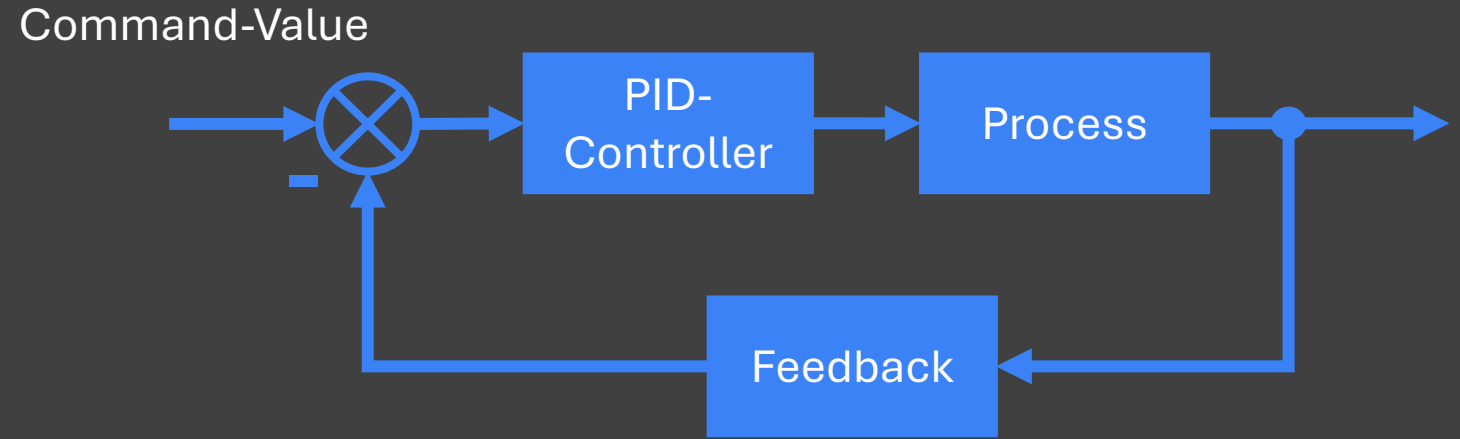 Command-Value
PID-
Controller
Process
-
Feedback